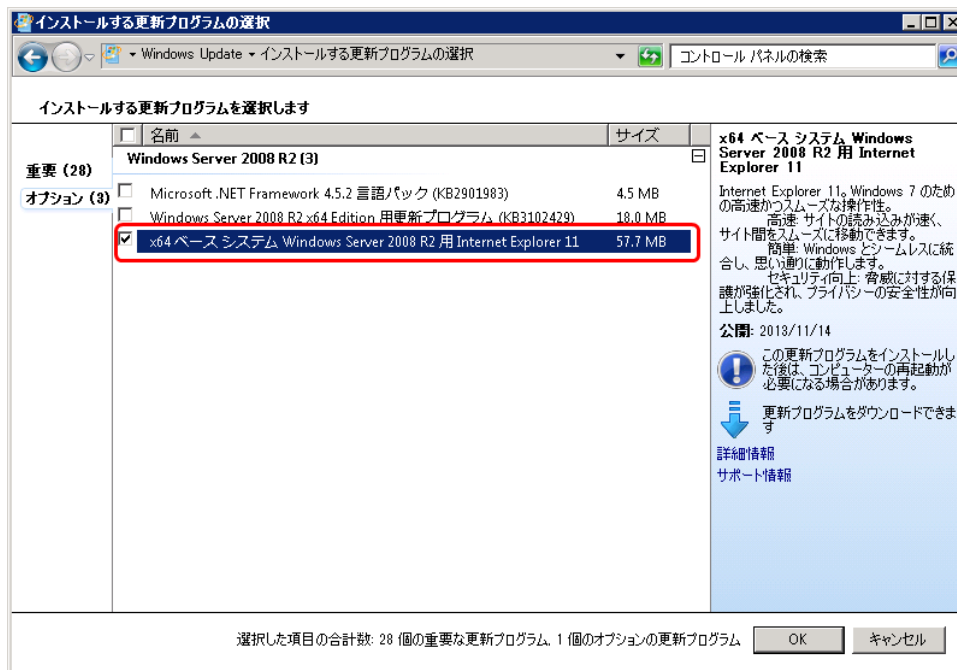 インストールする更新プログラムの選択
Windows Update インストールする更新プログラムの選択
コントロール パネルの検索
インストールする更新プログラムを選択します
名前 サイズ
重要 (28)
オプション (3)
Windows Server 2008 R2 (3)
Microsoft .NET Framework 4.5.2 言語パック (KB2901983) 4.5 MB
Windows Server 2008 R2 x64 Edition 用更新プログラム (KB3102429) 18.0 MB
x64 ベース システム Windows Server 2008 R2 用 Internet Explorer 11 57.7 MB
x64 ベース システム Windows
Server 2008 R2 用 Internet
Explorer 11
Internet Explorer 11。Windows 7 のため
の高速かつスムーズな操作性。
高速: サイトの読み込みが速く、
サイト間をスムーズに移動できます。
簡単: Windows とシームレスに統
合し、思い通りに動作します。
セキュリティ向上: 脅威に対する保
護が強化され、プライバシーの安全性が向
上しました。
公開: 2013/11/14
この更新プログラムをインストールし
た後は、コンピューターの再起動が
必要になる場合があります。
更新プログラムをダウンロードできま
す
詳細情報
サポート情報
選択した項目の合計数: 28 個の重要な更新プログラム、1 個のオプションの更新プログラム
OK キャンセル